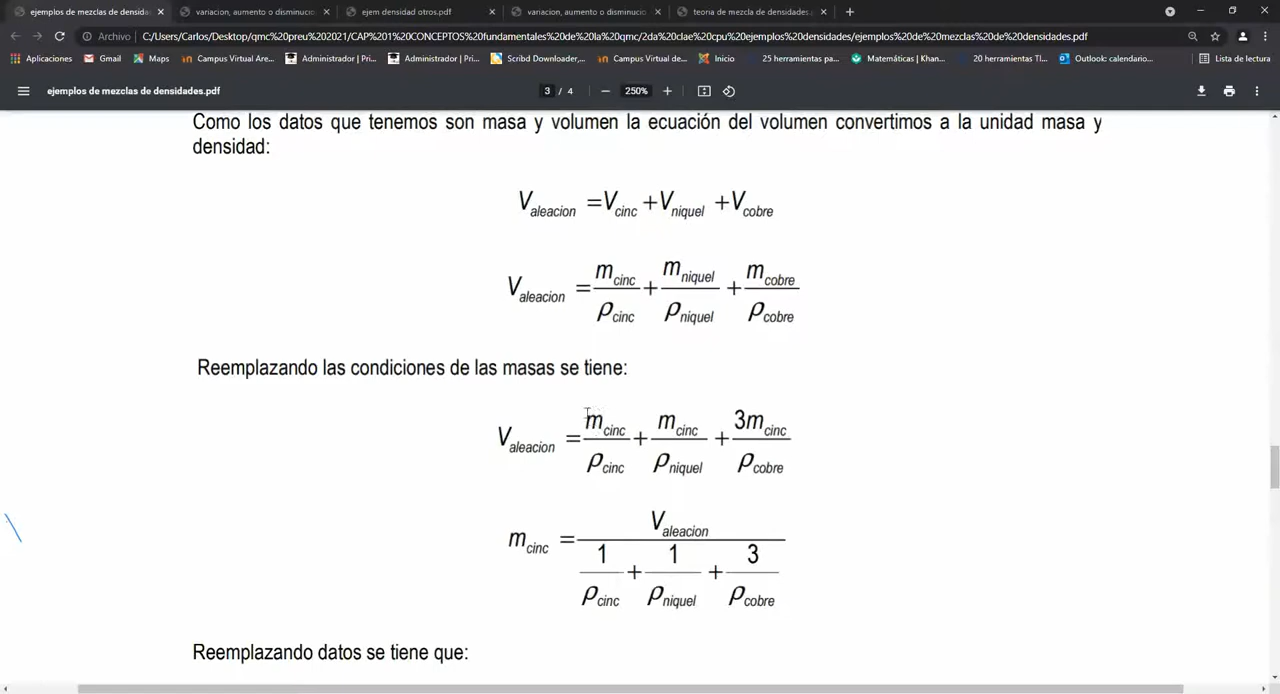 ejemplos de mezclas de densida
variacion, aumento o disminucio
ejem densidad otros.pdf
variacion, aumento o disminucio
teoria de mezcla de densidades
Archivo | C:/Users/Carlos/Desktop/qmc%20preu%202021/CAP%201%20CONCEPTOS%20fundamentales%20de%20la%20qmc/2da%20clae%20cpu%20ejemplos%20densidades/ejemplos%20de%20mezclas%20de%20densidades.pdf
Aplicaciones
Gmail
Maps
Campus Virtual Are...
Administrador | Pri...
Administrador | Pri...
Scribd Downloader,...
Campus Virtual de...
Inicio
25 herramientas pa...
Matemáticas | Khan...
20 herramientas TI...
Outlook: calendario...
Lista de lectura
ejemplos de mezclas de densidades.pdf
3 / 4
250%
Como los datos que tenemos son masa y volumen la ecuación del volumen convertimos a la unidad masa y
densidad:
V_aleacion = V_cinc + V_niquel + V_cobre
V_aleacion = m_cinc/ρ_cinc + m_niquel/ρ_niquel + m_cobre/ρ_cobre
Reemplazando las condiciones de las masas se tiene:
V_aleacion = m_cinc/ρ_cinc + m_cinc/ρ_niquel + 3m_cinc/ρ_cobre
m_cinc = V_aleacion/(1/ρ_cinc + 1/ρ_niquel + 3/ρ_cobre)
Reemplazando datos se tiene que: